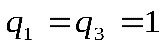 q₁ = q₃ = 1